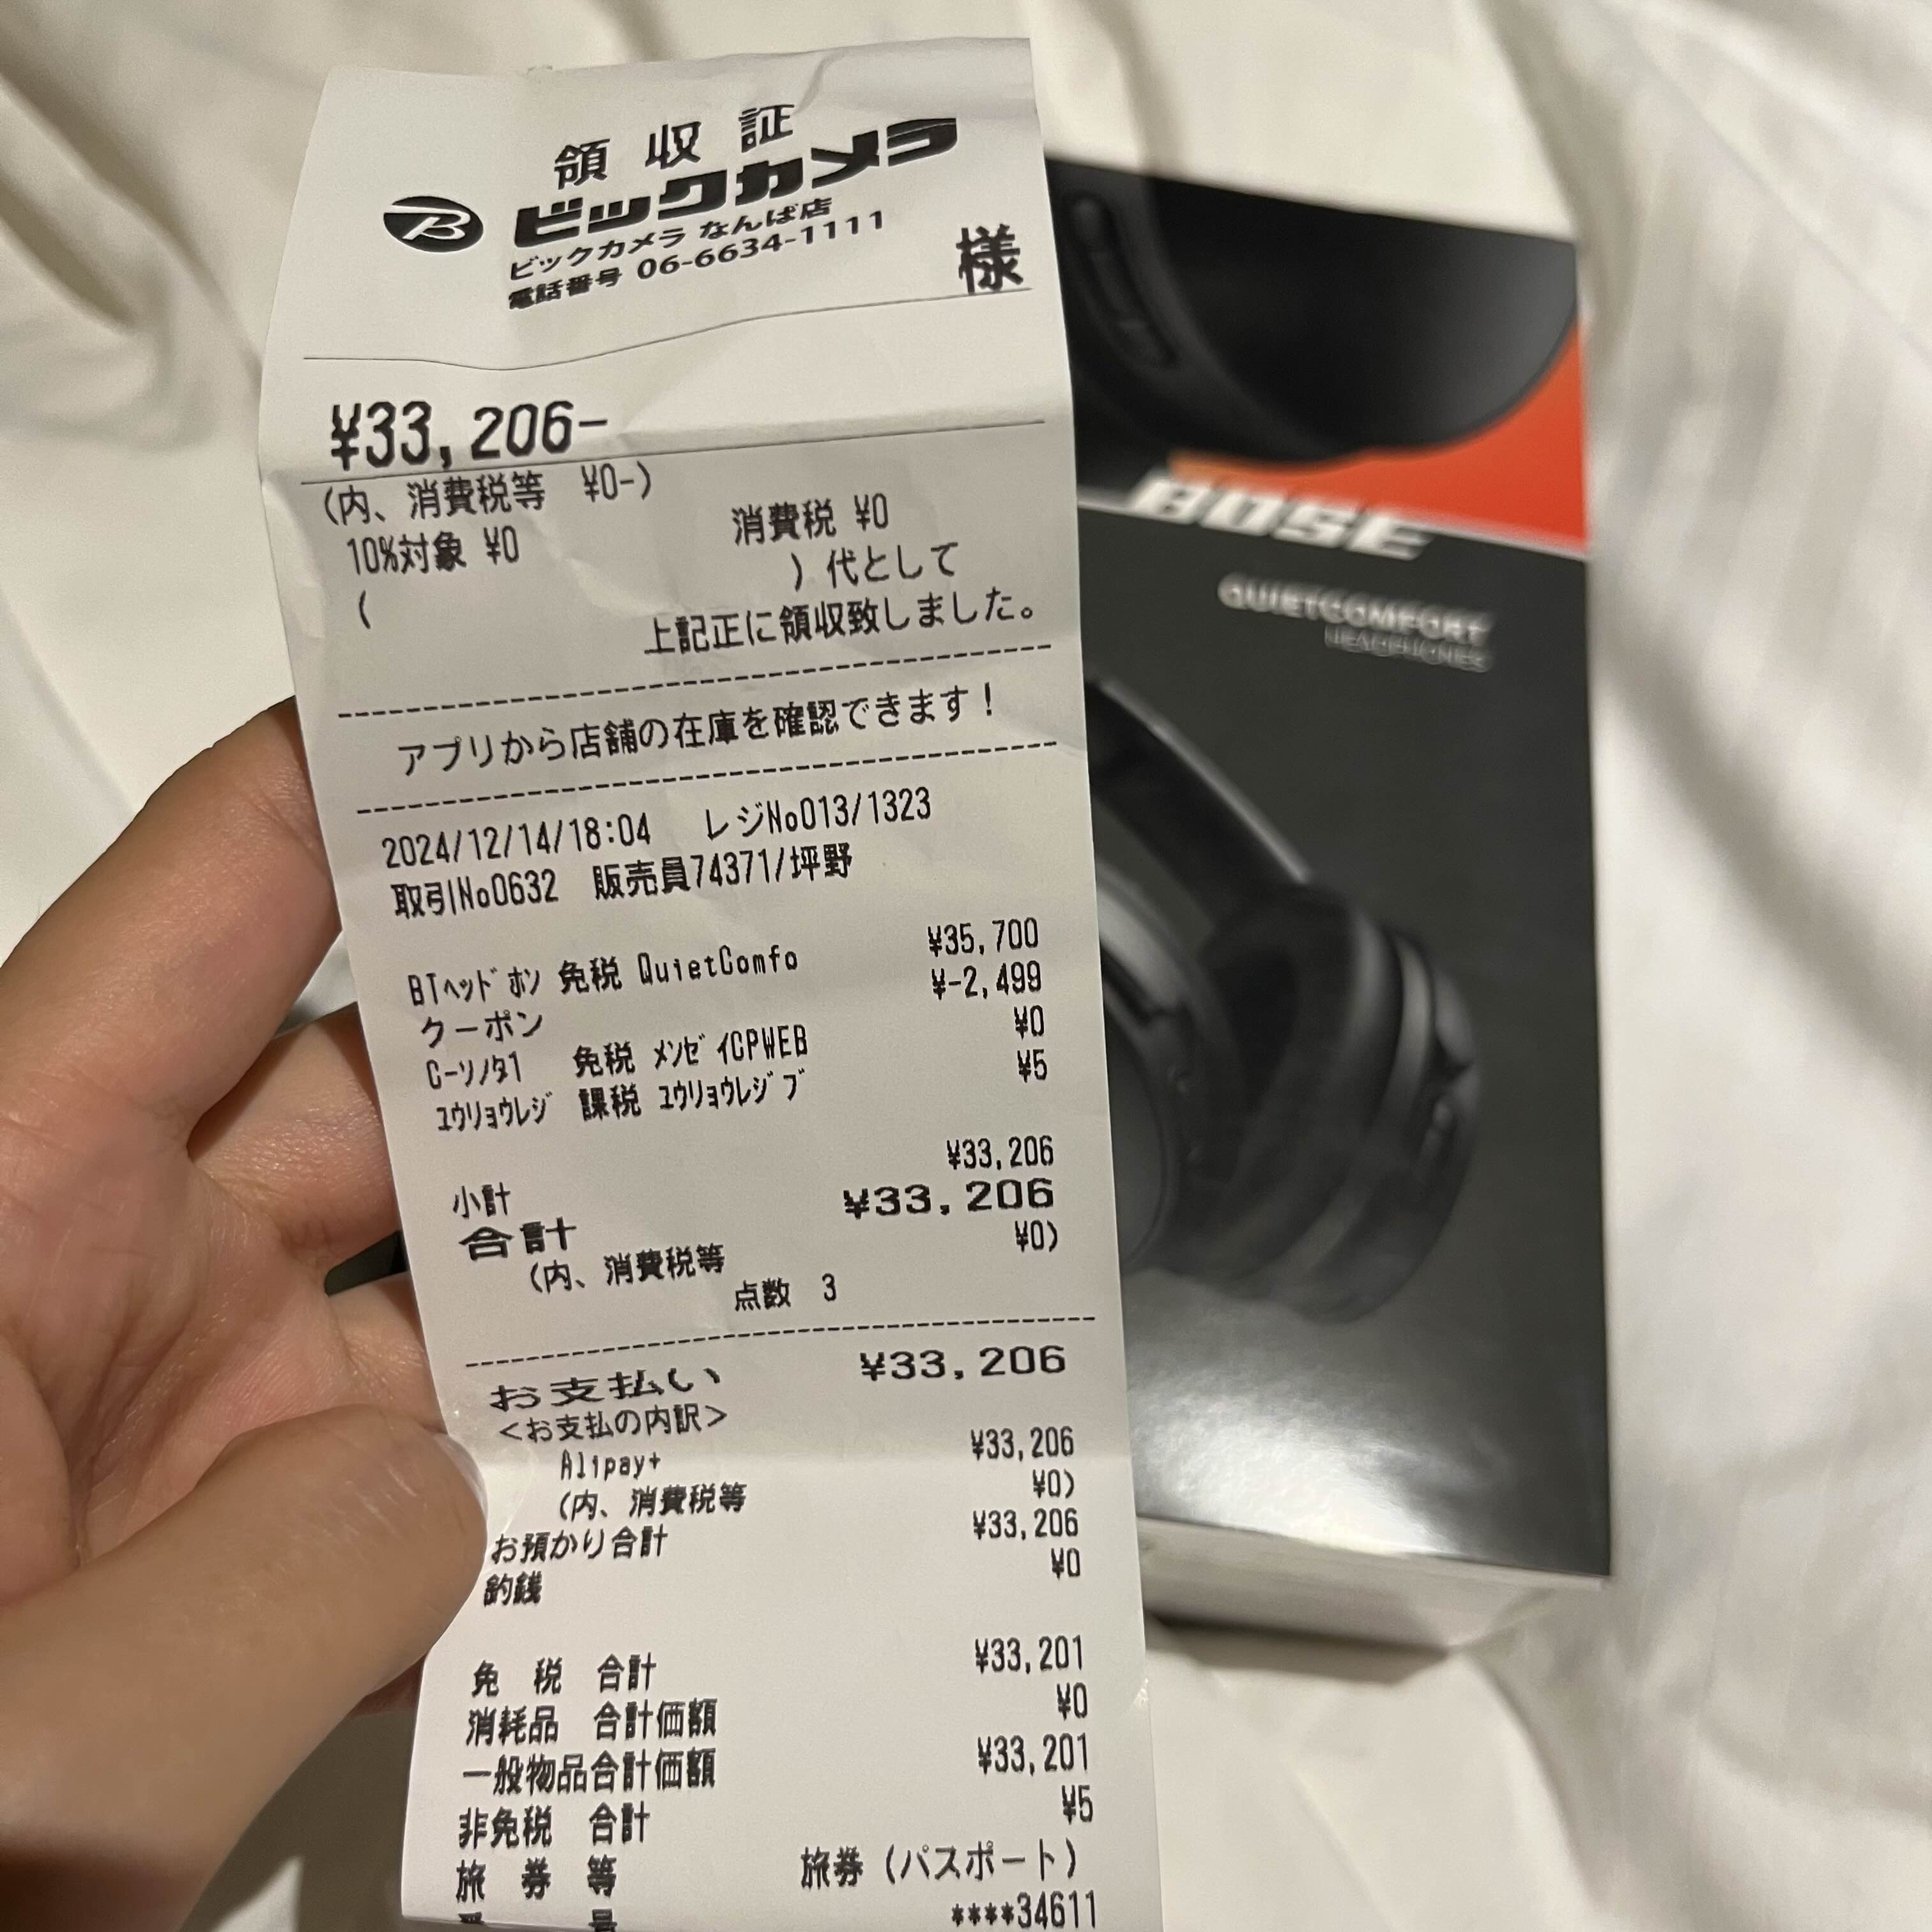 領収証
ビックカメラ
ビックカメラ なんば店
電話番号 06-6634-1111
様
¥33,206-
(内、消費税等 ¥0-)
10%対象 ¥0 消費税 ¥0
( ) 代として
上記正に領収致しました。
アプリから店舗の在庫を確認できます!
2024/12/14/18:04 レジNo013/1323
取引No0632 販売員74371/坪野
BTヘッドホン 免税 QuietComfo ¥35,700
クーポン ¥-2,499
C-ソノタ1 免税 メンゼイCPWEB ¥0
ユウリョウレジ 課税 ユウリョウレジブ ¥5
小計 ¥33,206
合計 ¥33,206
(内、消費税等 ¥0)
点数 3
お支払い ¥33,206
<お支払の内訳>
Alipay+ ¥33,206
(内、消費税等 ¥0)
お預かり合計 ¥33,206
釣銭 ¥0
免 税 合計 ¥33,201
消耗品 合計価額 ¥0
一般物品合計価額 ¥33,201
非免税 合計 ¥5
旅 券 等 旅券(パスポート)
****34611
BOSE
QUIETCOMFORT
HEADPHONES